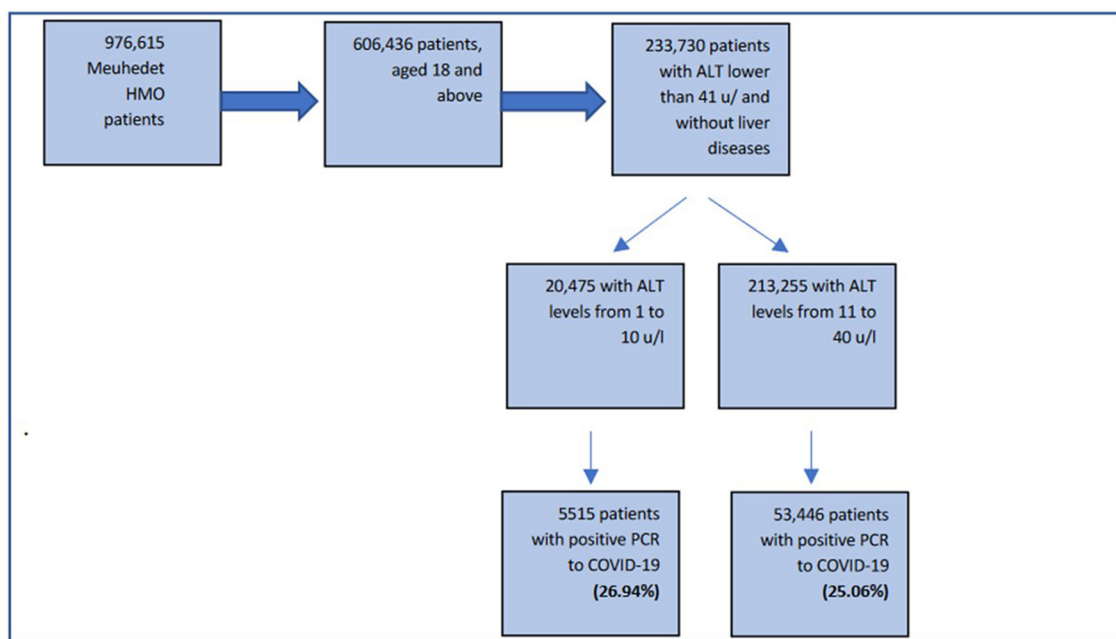 976,615
Meuhedet
HMO
patients
606,436 patients,
aged 18 and
above
233,730 patients
with ALT lower
than 41 u/ and
without liver
diseases
20,475 with ALT
levels from 1 to
10 u/l
213,255 with ALT
levels from 11 to
40 u/l
.
5515 patients
with positive PCR
to COVID-19
(26.94%)
53,446 patients
with positive PCR
to COVID-19
(25.06%)